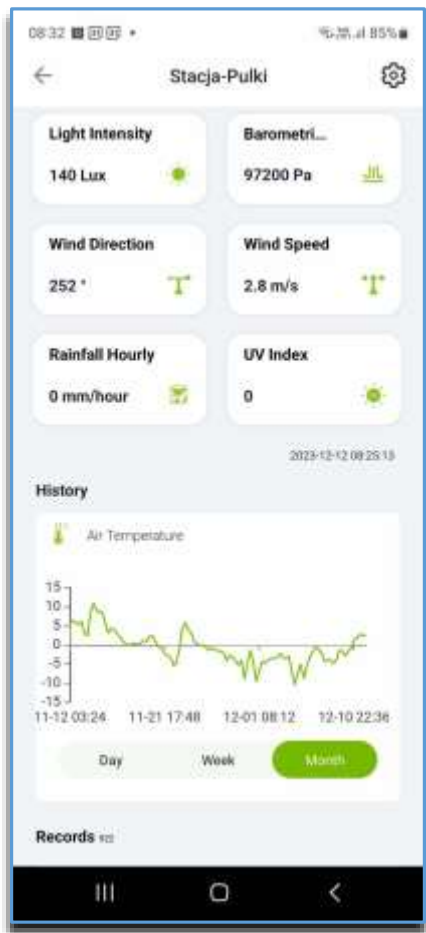 08:32
85%
Stacja-Pulki
Light Intensity
Barometri...
140 Lux
97200 Pa
Wind Direction
Wind Speed
252 °
2.8 m/s
Rainfall Hourly
UV Index
0 mm/hour
0
2023-12-12 08:25:13
History
Air Temperature
15
10
5
0
-5
-10
-15
11-12 03:24
11-21 17:48
12-01 08:12
12-10 22:36
Day
Week
Month
Records